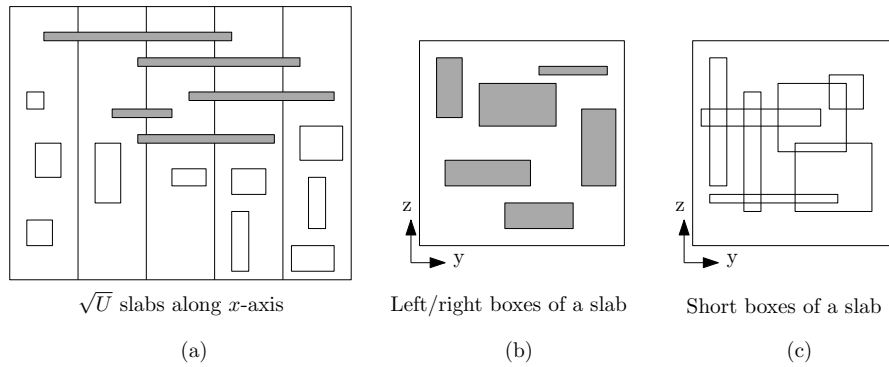 z
y
z
y
√U slabs along x-axis
Left/right boxes of a slab
Short boxes of a slab
(a)
(b)
(c)